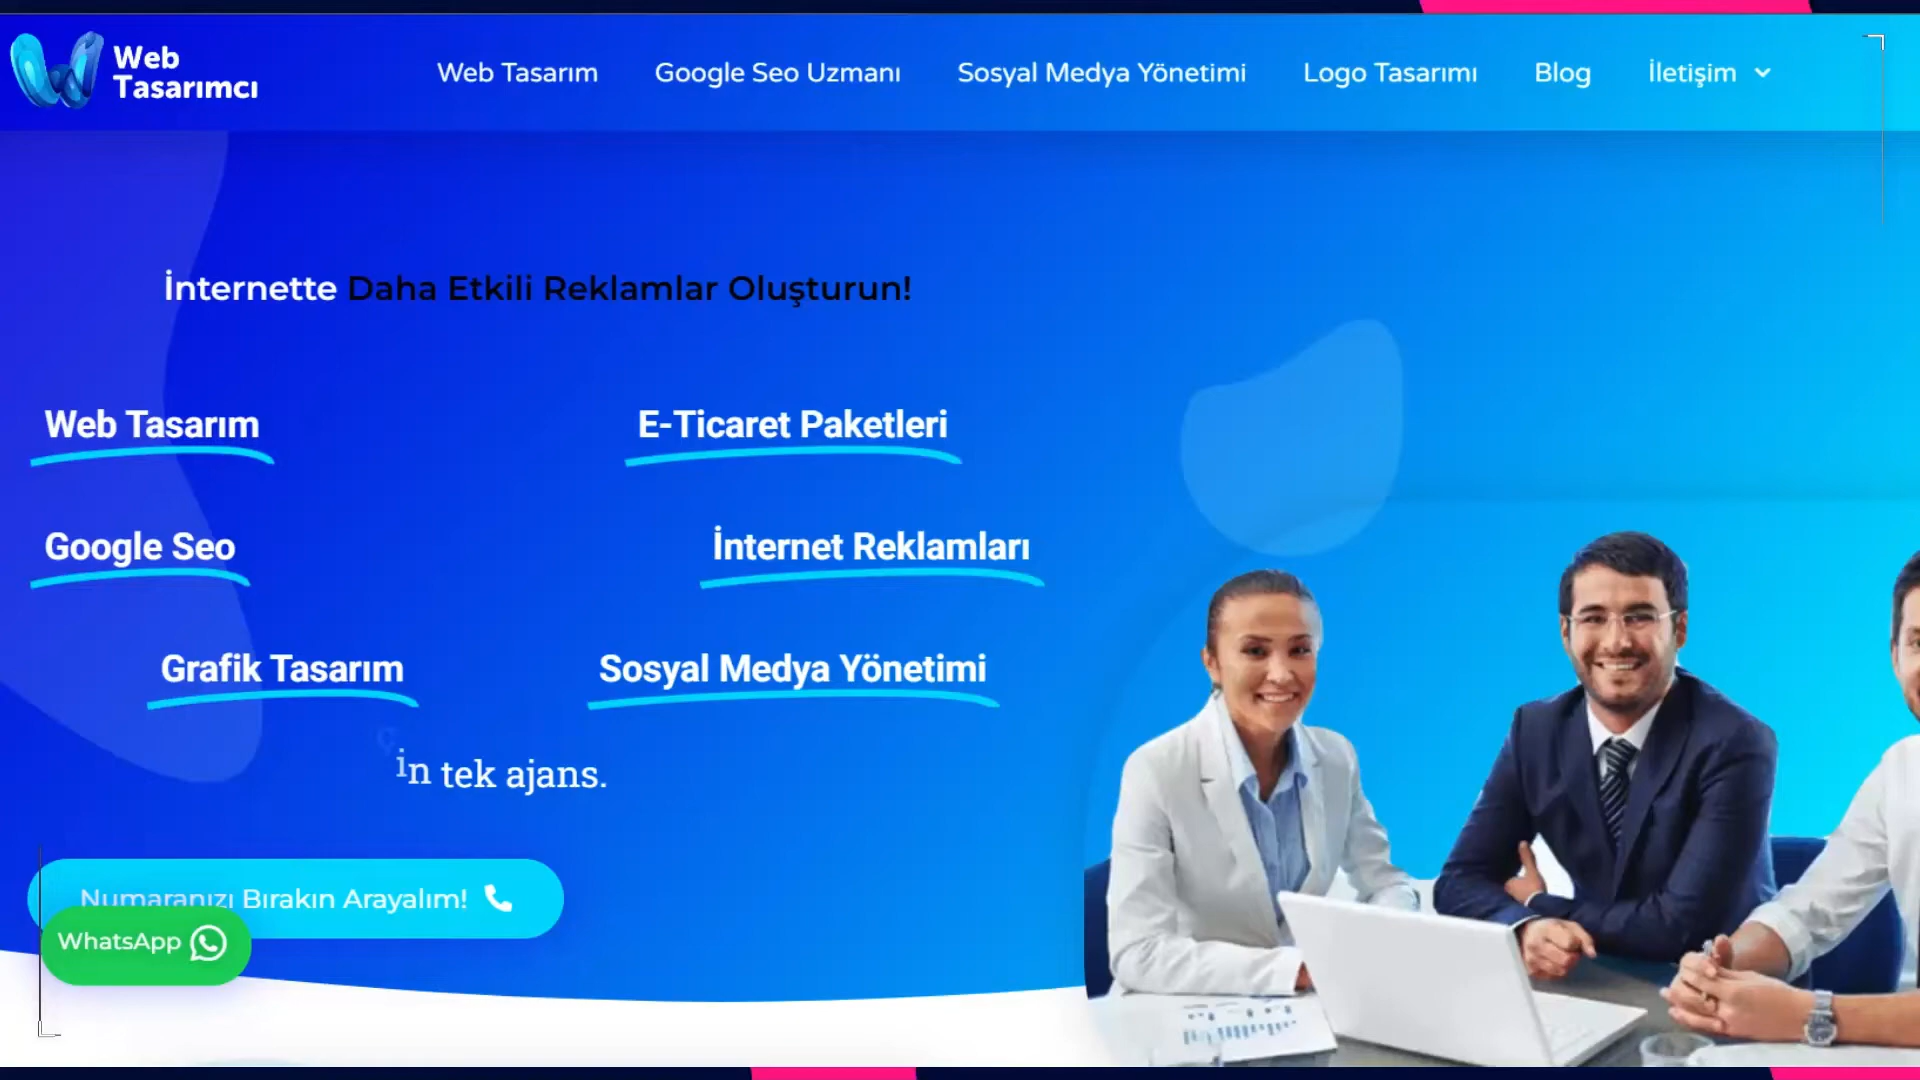 Web
Tasarımcı
Web Tasarım
Google Seo Uzmanı
Sosyal Medya Yönetimi
Logo Tasarımı
Blog
İletişim
İnternette Daha Etkili Reklamlar Oluşturun!
Web Tasarım
E-Ticaret Paketleri
Google Seo
İnternet Reklamları
Grafik Tasarım
Sosyal Medya Yönetimi
çin tek ajans.
Numaranızı Bırakın Arayalım!
WhatsApp